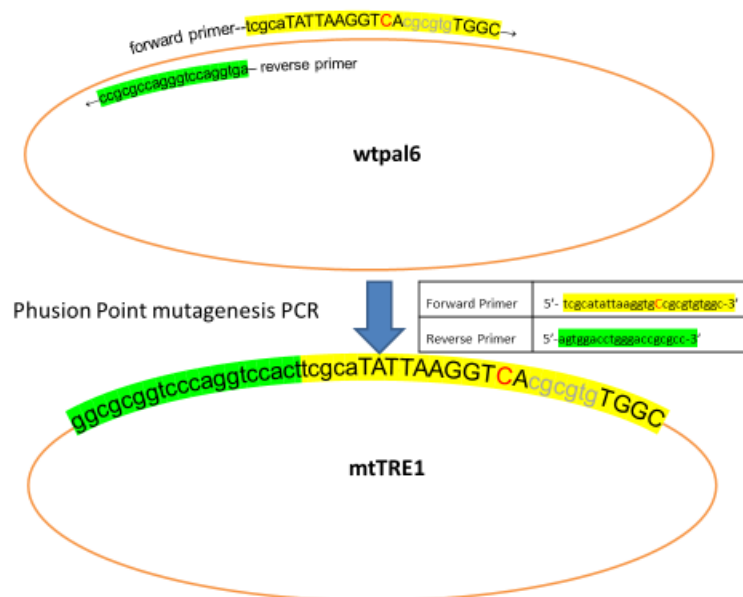 forward primer--tcgcaTATTAAGGTCAcgcgtgTGGC→
←ccgcgccagggtccaggtga– reverse primer
wtpal6
Phusion Point mutagenesis PCR
Forward Primer 5'- tcgcatattaaggtgCcgcgtgtggc-3'
Reverse Primer 5'-agtggacctgggaccgcgcc-3'
ggcgcggtcccaggtccacttcgcaTATTAAGGTCAcgcgtgTGGC
mtTRE1